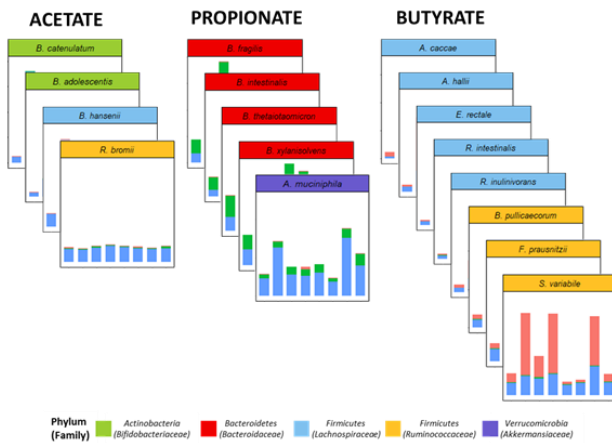 ACETATE
B. catenulatum
B. adolescentis
B. hansenii
R. bromii
PROPIONATE
B. fragilis
B. intestinalis
B. thetaiotaomicron
B. xylanisovens
A. muciniphila
BUTYRATE
A. caccae
A. hallii
E. rectale
R. intestinalis
R. inulinivorans
B. pullicaecorum
F. prausnitzii
S. variabile
Phylum
(Family)
Actinobacteria
(Bifidobacteriaceae)
Bacteroidetes
(Bacteroidaceae)
Firmicutes
(Lachnospiraceae)
Firmicutes
(Ruminococcaceae)
Verrucomicrobia
(Akkermansiaceae)